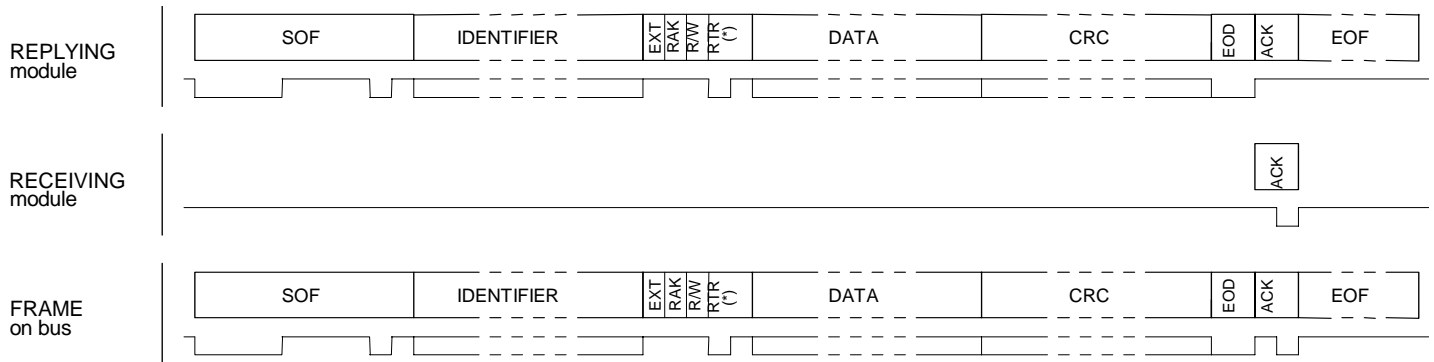 REPLYING
module
SOF IDENTIFIER EXT RAK R/W RTR (*) DATA CRC EOD ACK EOF
RECEIVING
module
ACK
FRAME
on bus
SOF IDENTIFIER EXT RAK R/W RTR (*) DATA CRC EOD ACK EOF